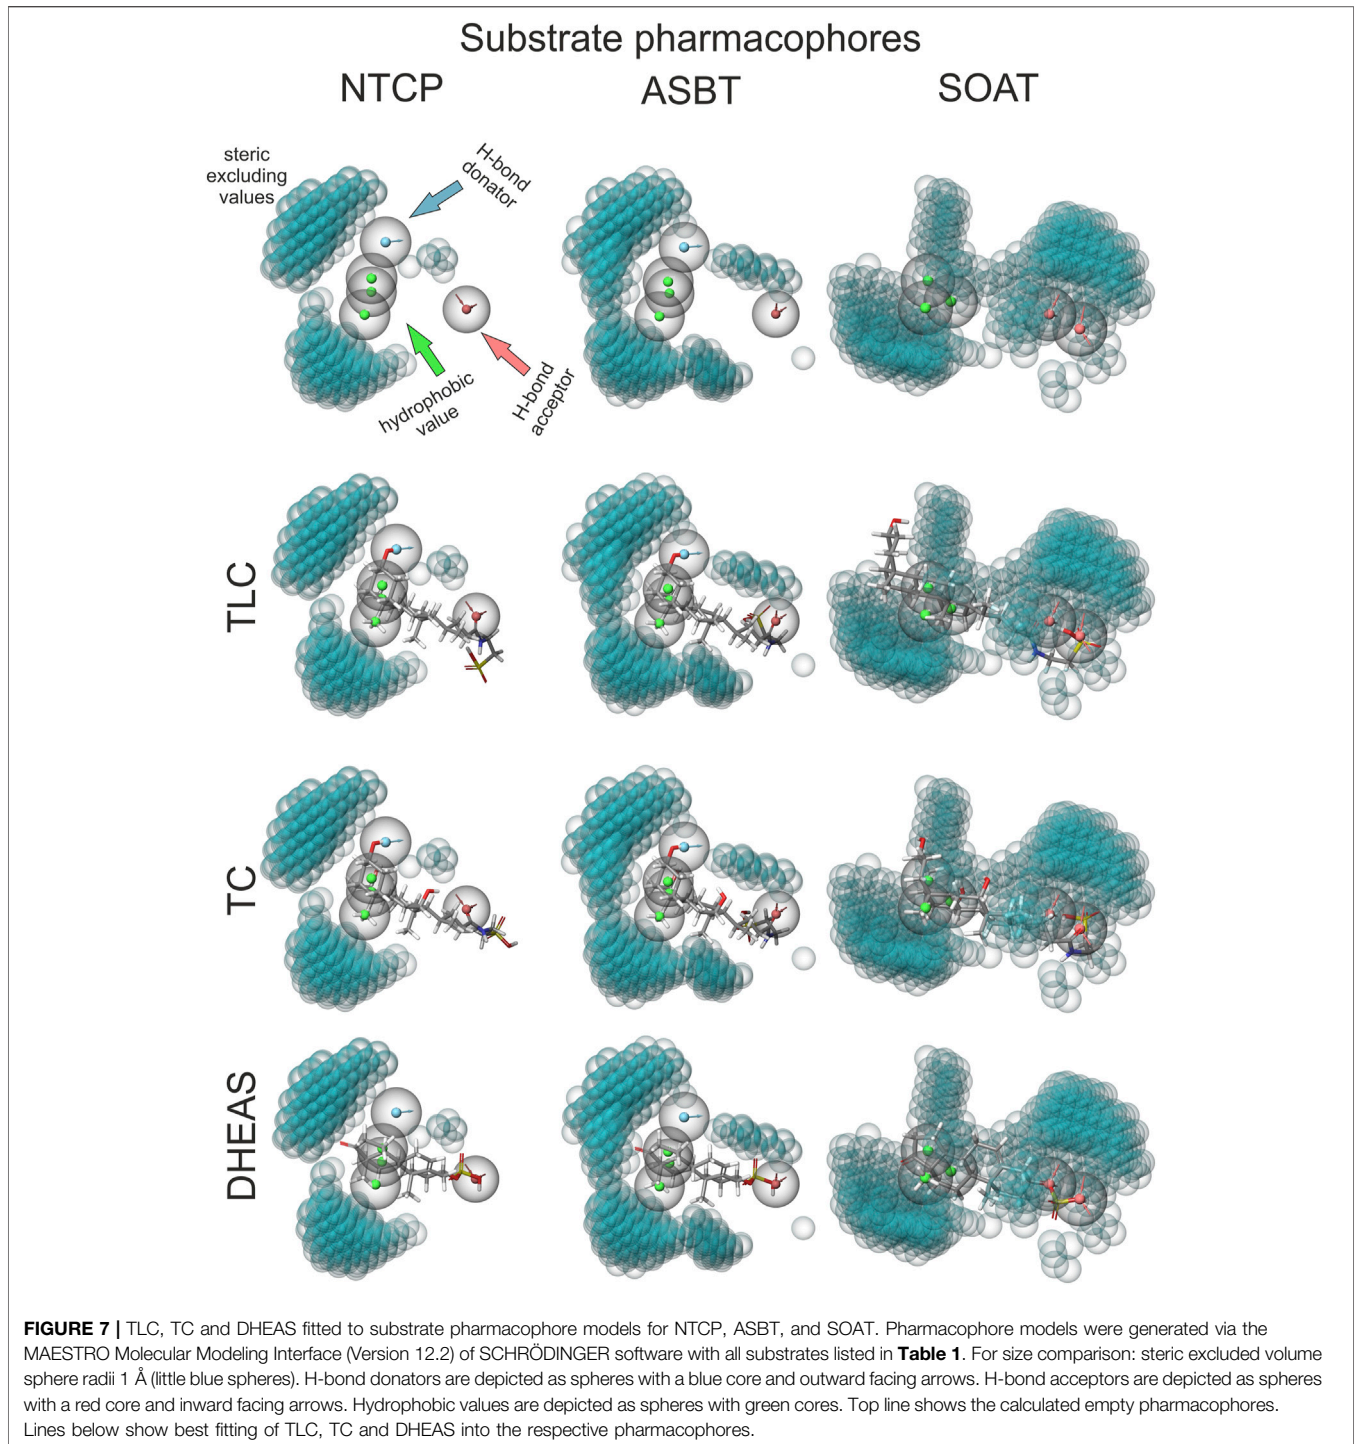 Substrate pharmacophores
NTCP
ASBT
SOAT
steric
excluding
values
H-bond
donator
hydrophobic
value
H-bond
acceptor
TLC
TC
DHEAS
FIGURE 7 | TLC, TC and DHEAS fitted to substrate pharmacophore models for NTCP, ASBT, and SOAT. Pharmacophore models were generated via the
MAESTRO Molecular Modeling Interface (Version 12.2) of SCHRÖDINGER software with all substrates listed in Table 1. For size comparison: steric excluded volume
sphere radii 1 Å (little blue spheres). H-bond donators are depicted as spheres with a blue core and outward facing arrows. H-bond acceptors are depicted as spheres
with a red core and inward facing arrows. Hydrophobic values are depicted as spheres with green cores. Top line shows the calculated empty pharmacophores.
Lines below show best fitting of TLC, TC and DHEAS into the respective pharmacophores.